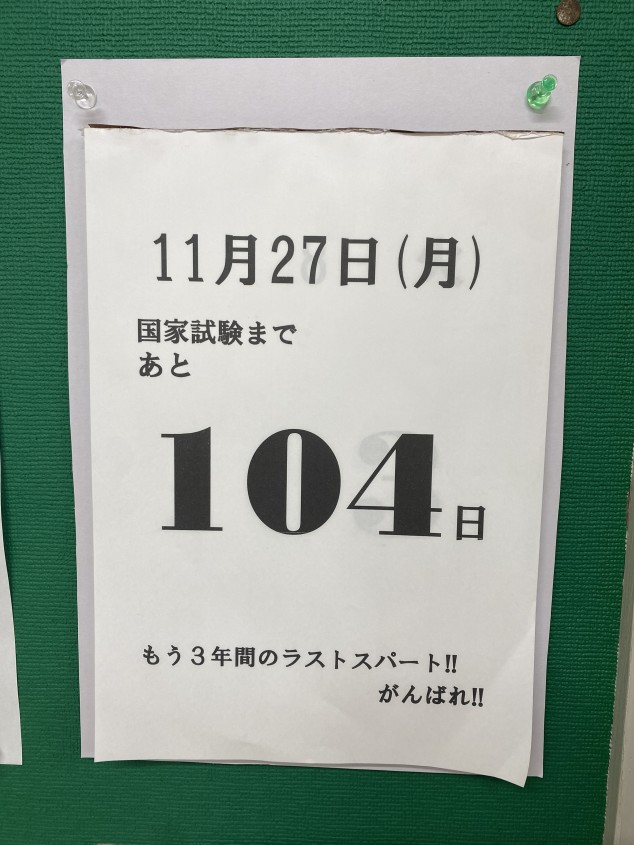 11月27日(月)
国家試験まで
あと
104日
もう３年間のラストスパート!!
がんばれ!!